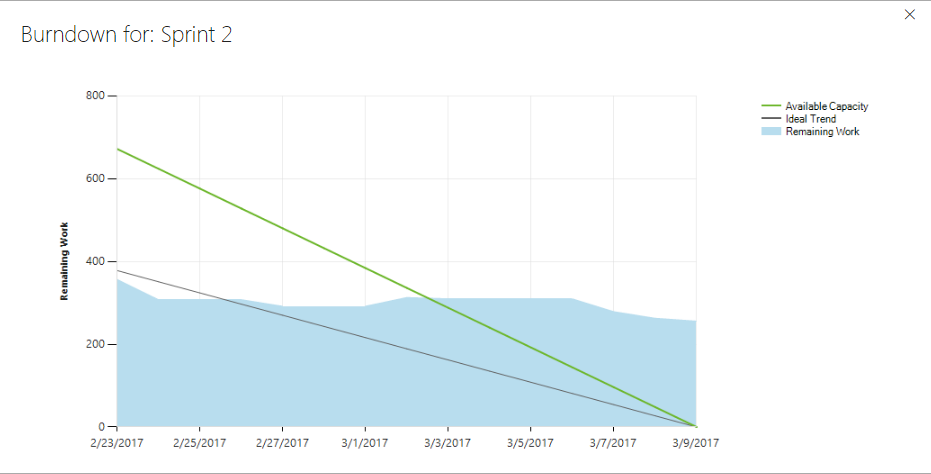 Burndown for: Sprint 2
Available Capacity
Ideal Trend
Remaining Work
Remaining Work
800
600
400
200
0
2/23/2017 2/25/2017 2/27/2017 3/1/2017 3/3/2017 3/5/2017 3/7/2017 3/9/2017